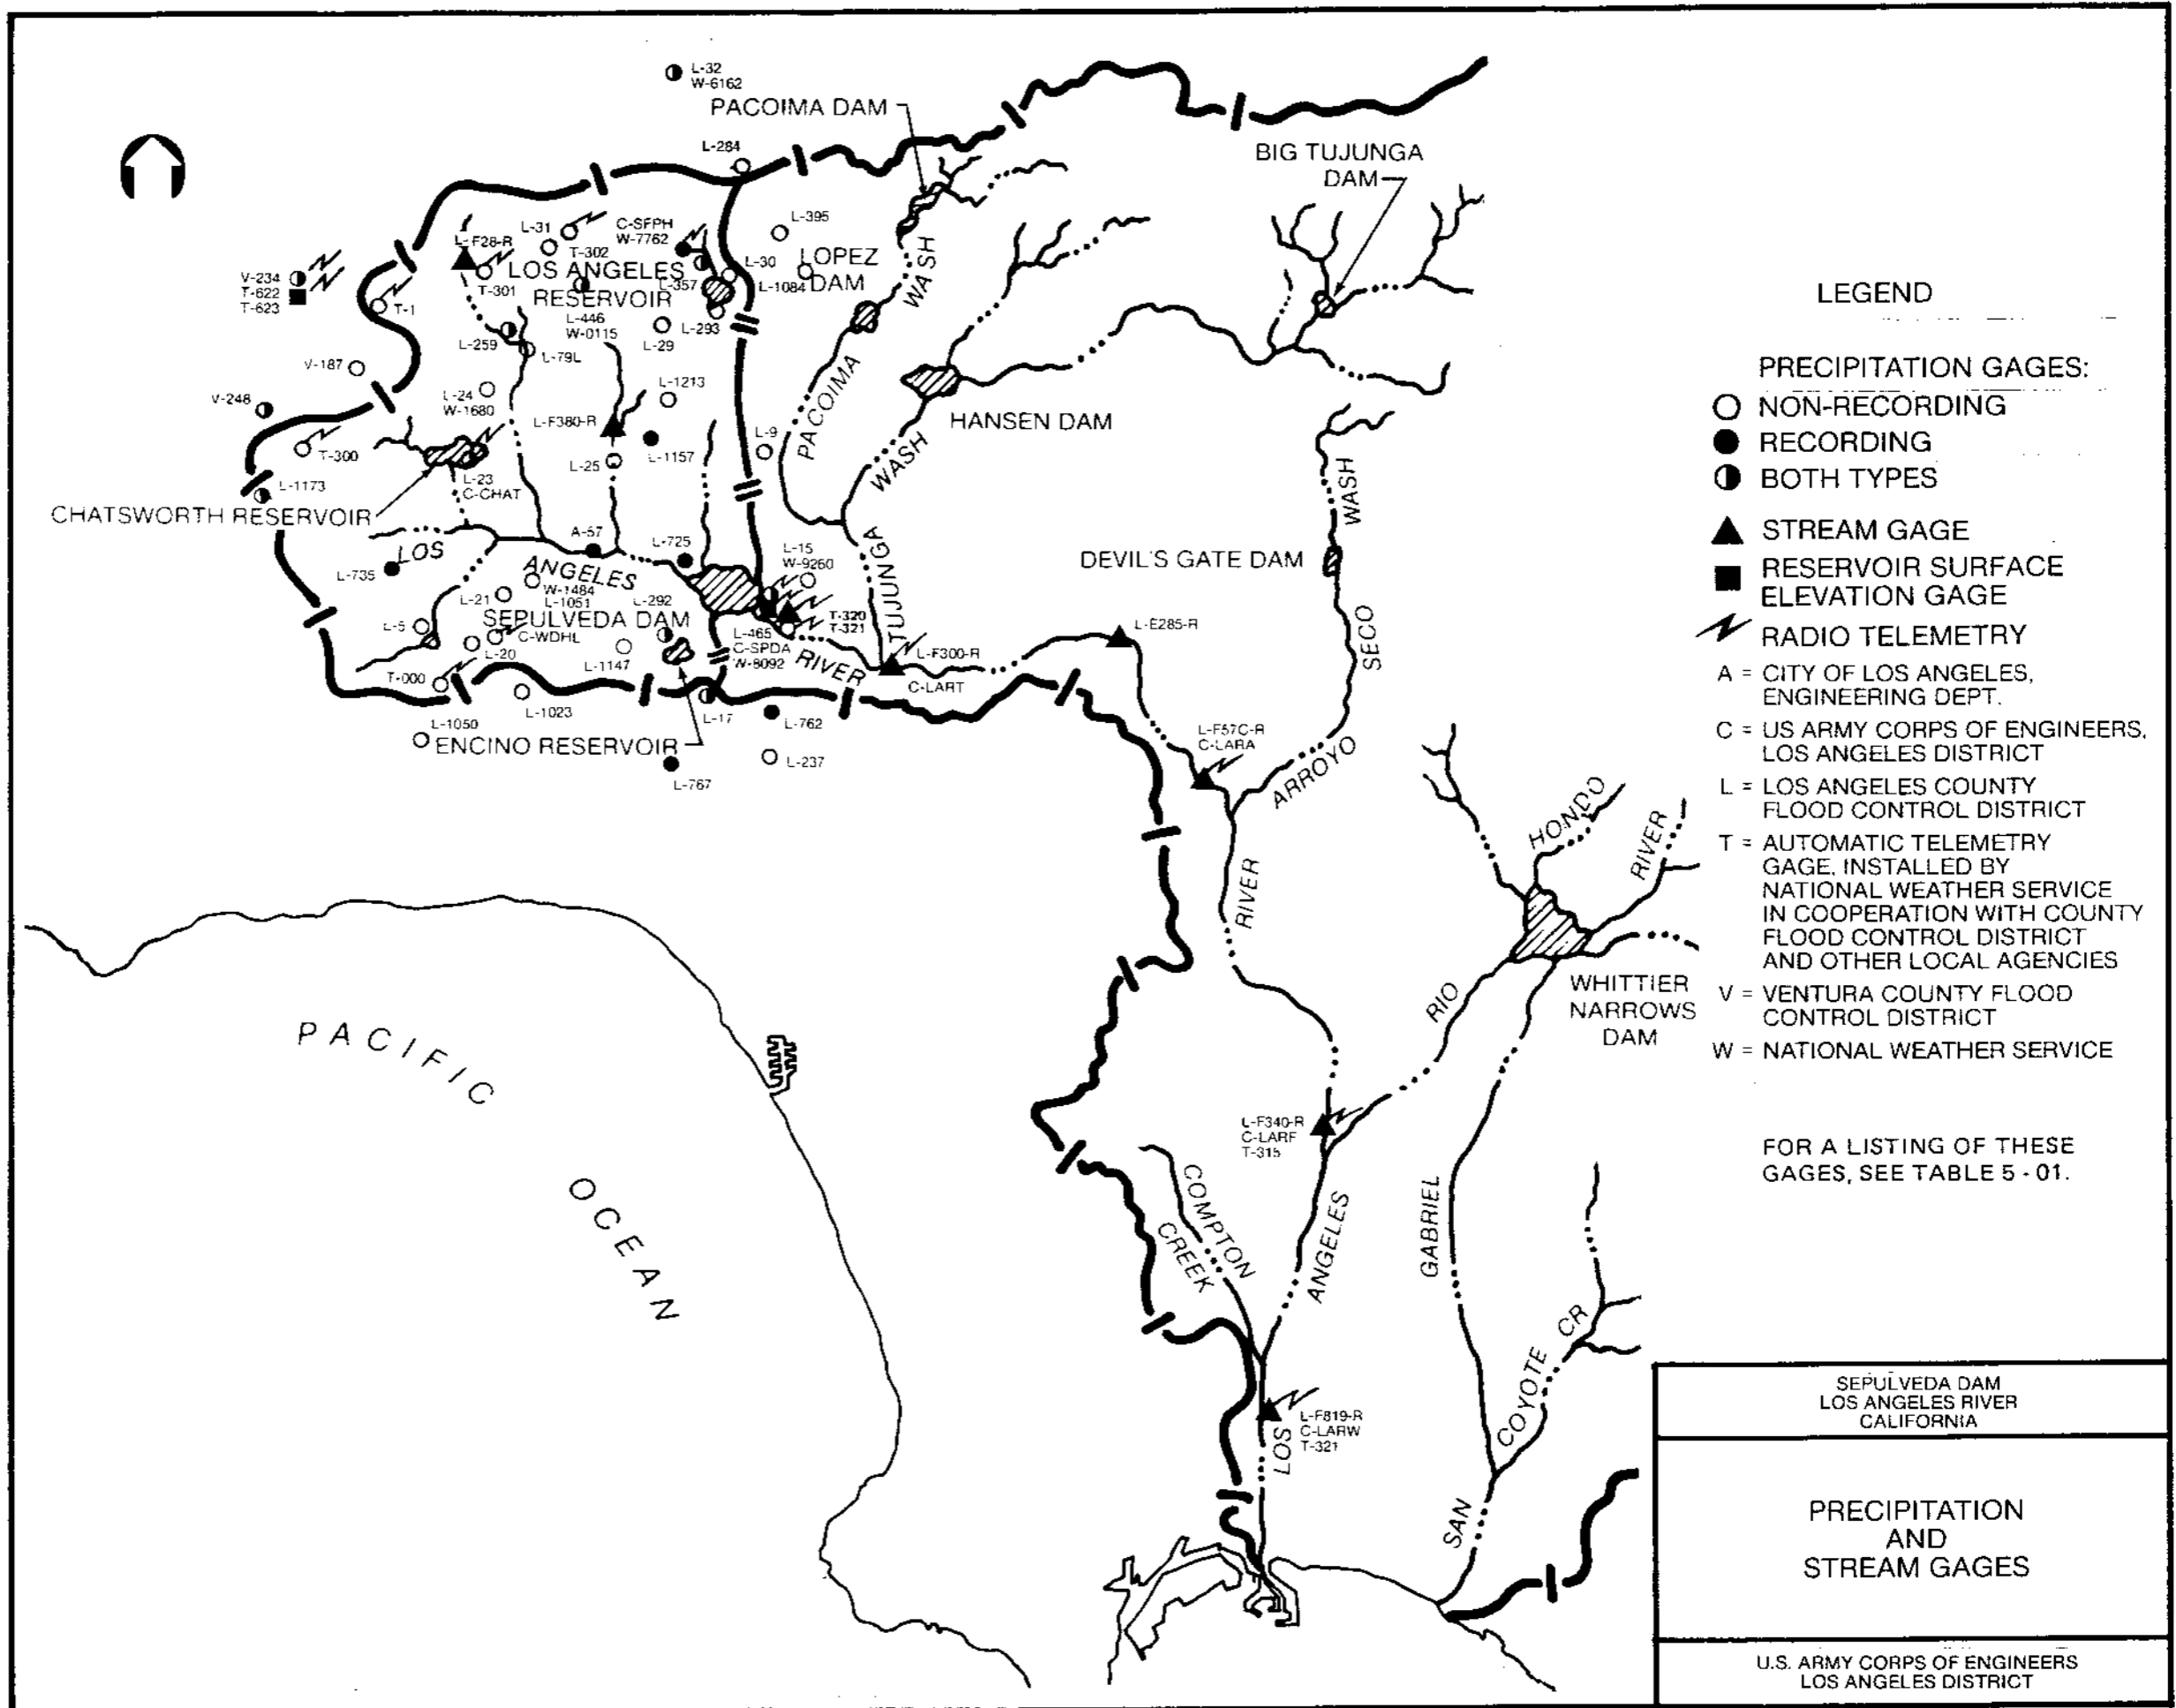 L-32
W-6162
PACOIMA DAM
L-284
BIG TUJUNGA
DAM
L-395
L-31
C-SFPH
W-7762
L-F28-R
T-302
LOS ANGELES
RESERVOIR
L-30
LOPEZ
DAM
L-357
L-1084
T-301
V-234
T-622
T-623
T-1
L-446
W-0115
L-293
L-259
L-29
L-79L
V-187
L-24
W-1680
L-1213
V-248
L-F380-R
HANSEN DAM
L-9
PACOIMA
WASH
T-300
L-25
L-1157
WASH
L-1173
L-23
C-CHAT
CHATSWORTH RESERVOIR
WASH
LOS
A-57
L-725
L-15
W-9260
DEVIL'S GATE DAM
L-735
ANGELES
TUJUNGA
L-21
W-1484
L-1051
L-292
SEPULVEDA DAM
T-320
T-321
L-5
C-WDHL
L-465
C-SPDA
W-8092
L-E285-R
SECO
L-20
L-1147
RIVER
L-F300-R
C-LART
T-000
L-1023
L-17
L-762
L-1050
ENCINO RESERVOIR
L-237
L-767
L-F57C-R
C-LARA
ARROYO
HONDO
RIVER
RIVER
RIO
WHITTIER
NARROWS
DAM
PACIFIC
OCEAN
L-F340-R
C-LARF
T-315
COMPTON
CREEK
ANGELES
GABRIEL
COYOTE CR
L-F819-R
C-LARW
T-321
LOS
SAN
LEGEND
PRECIPITATION GAGES:
NON-RECORDING
RECORDING
BOTH TYPES
STREAM GAGE
RESERVOIR SURFACE
ELEVATION GAGE
RADIO TELEMETRY
A = CITY OF LOS ANGELES,
ENGINEERING DEPT.
C = US ARMY CORPS OF ENGINEERS,
LOS ANGELES DISTRICT
L = LOS ANGELES COUNTY
FLOOD CONTROL DISTRICT
T = AUTOMATIC TELEMETRY
GAGE, INSTALLED BY
NATIONAL WEATHER SERVICE
IN COOPERATION WITH COUNTY
FLOOD CONTROL DISTRICT
AND OTHER LOCAL AGENCIES
V = VENTURA COUNTY FLOOD
CONTROL DISTRICT
W = NATIONAL WEATHER SERVICE
FOR A LISTING OF THESE
GAGES, SEE TABLE 5-01.
SEPULVEDA DAM
LOS ANGELES RIVER
CALIFORNIA
PRECIPITATION
AND
STREAM GAGES
U.S. ARMY CORPS OF ENGINEERS
LOS ANGELES DISTRICT